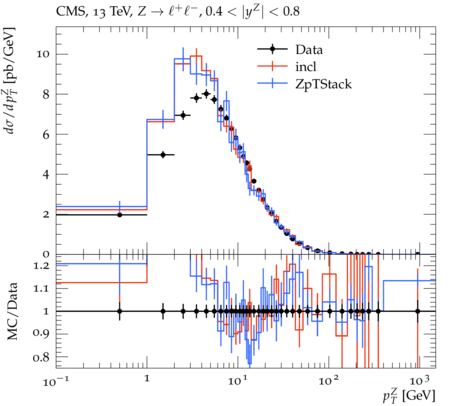 CMS, 13 TeV, Z → ℓ⁺ℓ⁻, 0.4 < |y^Z| < 0.8
dσ/dp_T^Z [pb/GeV]
10
8
6
4
2
0
Data
incl
ZpTStack
MC/Data
1.2
1.1
1
0.9
0.8
10⁻¹ 1 10¹ 10² 10³
p_T^Z [GeV]